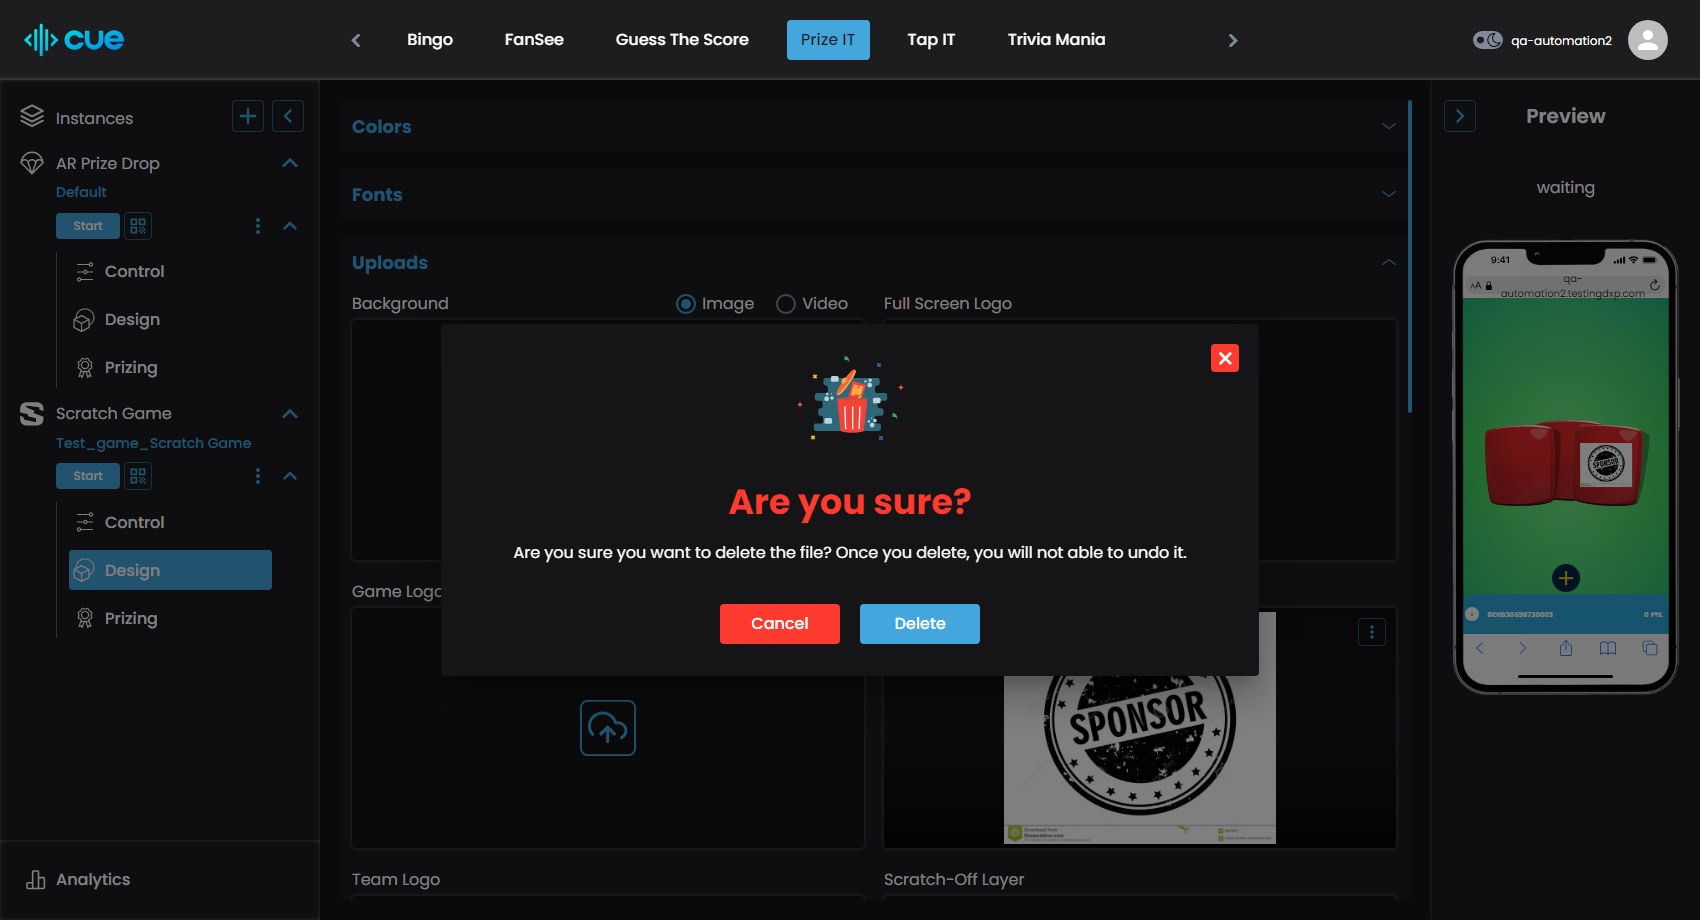 cue
Bingo
FanSee
Guess The Score
Prize IT
Tap IT
Trivia Mania
qa-automation2
Instances
AR Prize Drop
Default
Start
Control
Design
Prizing
Scratch Game
Test_game_Scratch Game
Start
Control
Design
Prizing
Analytics
Colors
Fonts
Uploads
Background
Image
Video
Full Screen Logo
Are you sure?
Are you sure you want to delete the file? Once you delete, you will not able to undo it.
Cancel
Delete
Game Logo
SPONSOR
Download from
Dreamstime.com
Team Logo
Scratch-Off Layer
Preview
waiting
9:41
AA
qa-
automation2.testingdxp.com
SPONSOR
0 PTS.